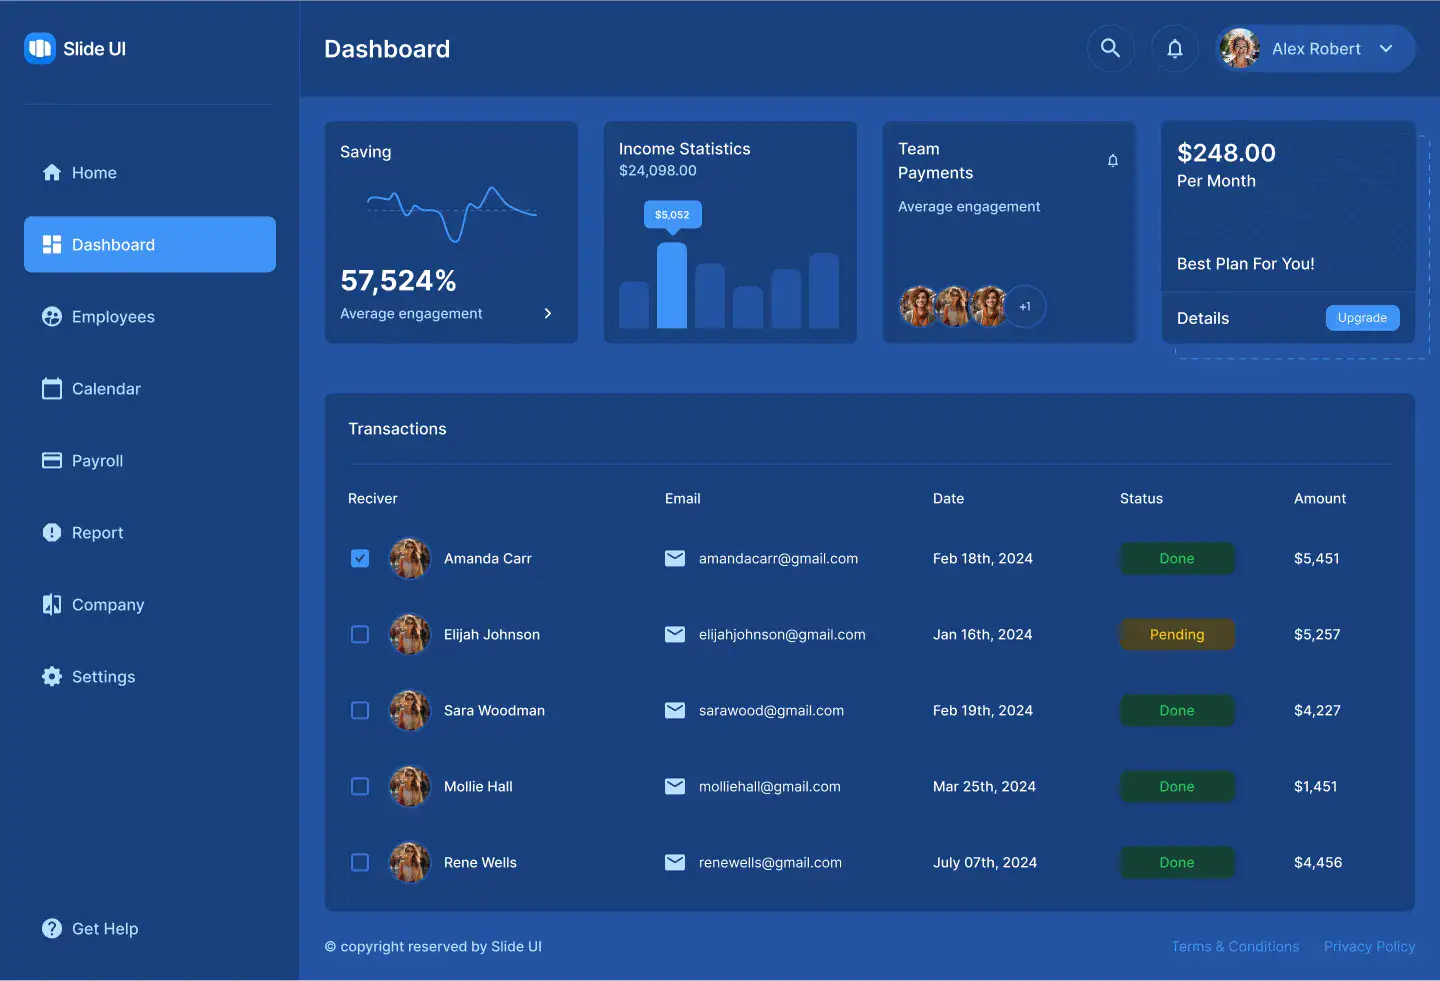 Slide UI
Dashboard
Alex Robert
Home
Dashboard
Employees
Calendar
Payroll
Report
Company
Settings
Get Help
Saving
57,524%
Average engagement
Income Statistics
$24,098.00
$5,052
Team
Payments
Average engagement
+1
$248.00
Per Month
Best Plan For You!
Details
Upgrade
Transactions
Reciver Email Date Status Amount
Amanda Carr amandacarr@gmail.com Feb 18th, 2024 Done $5,451
Elijah Johnson elijahjohnson@gmail.com Jan 16th, 2024 Pending $5,257
Sara Woodman sarawood@gmail.com Feb 19th, 2024 Done $4,227
Mollie Hall molliehall@gmail.com Mar 25th, 2024 Done $1,451
Rene Wells renewells@gmail.com July 07th, 2024 Done $4,456
© copyright reserved by Slide UI
Terms & Conditions Privacy Policy